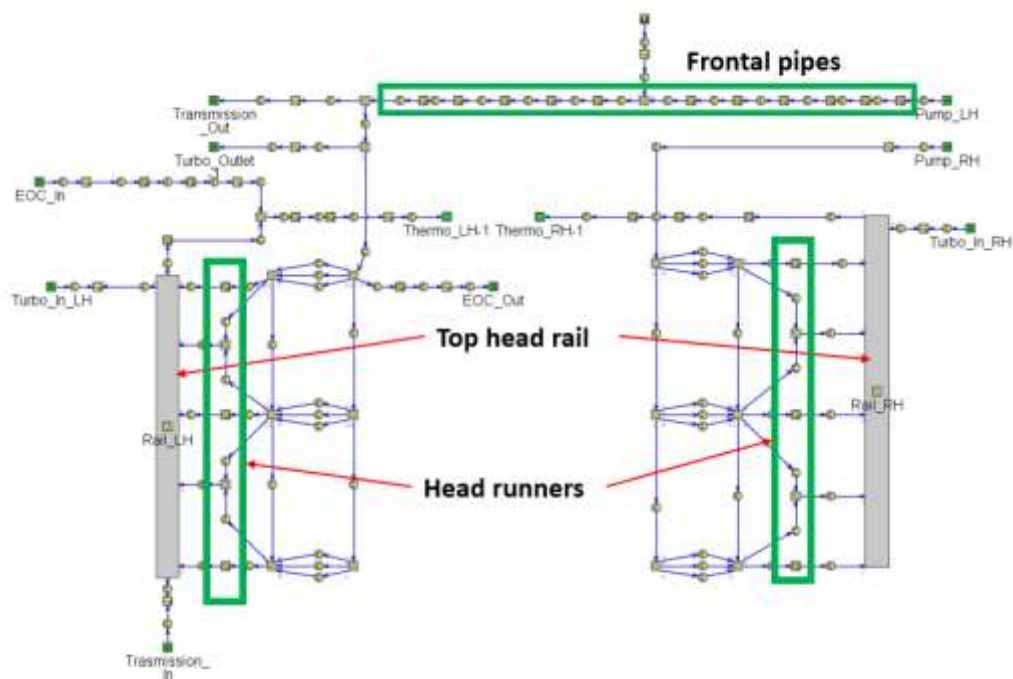 Frontal pipes
Transmission
_Out
Pump_LH
Turbo_Outlet
Pump_RH
EOC_In
Thermo_LH-1
Thermo_RH-1
Turbo_In_RH
Turbo_In_LH
EOC_Out
Top head rail
Rail_RH
Rail_LH
Head runners
Trasmission_
In